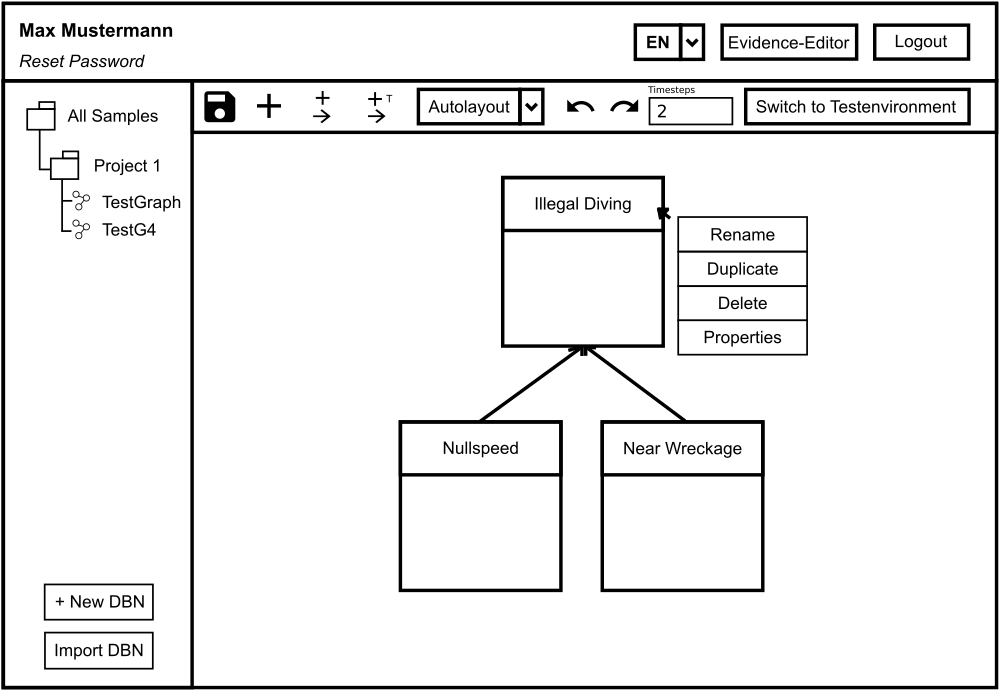 Max Mustermann
Reset Password
EN
Evidence-Editor
Logout
All Samples
Project 1
TestGraph
TestG4
+ New DBN
Import DBN
T
Autolayout
Timesteps
2
Switch to Testenvironment
Illegal Diving
Rename
Duplicate
Delete
Properties
Nullspeed
Near Wreckage